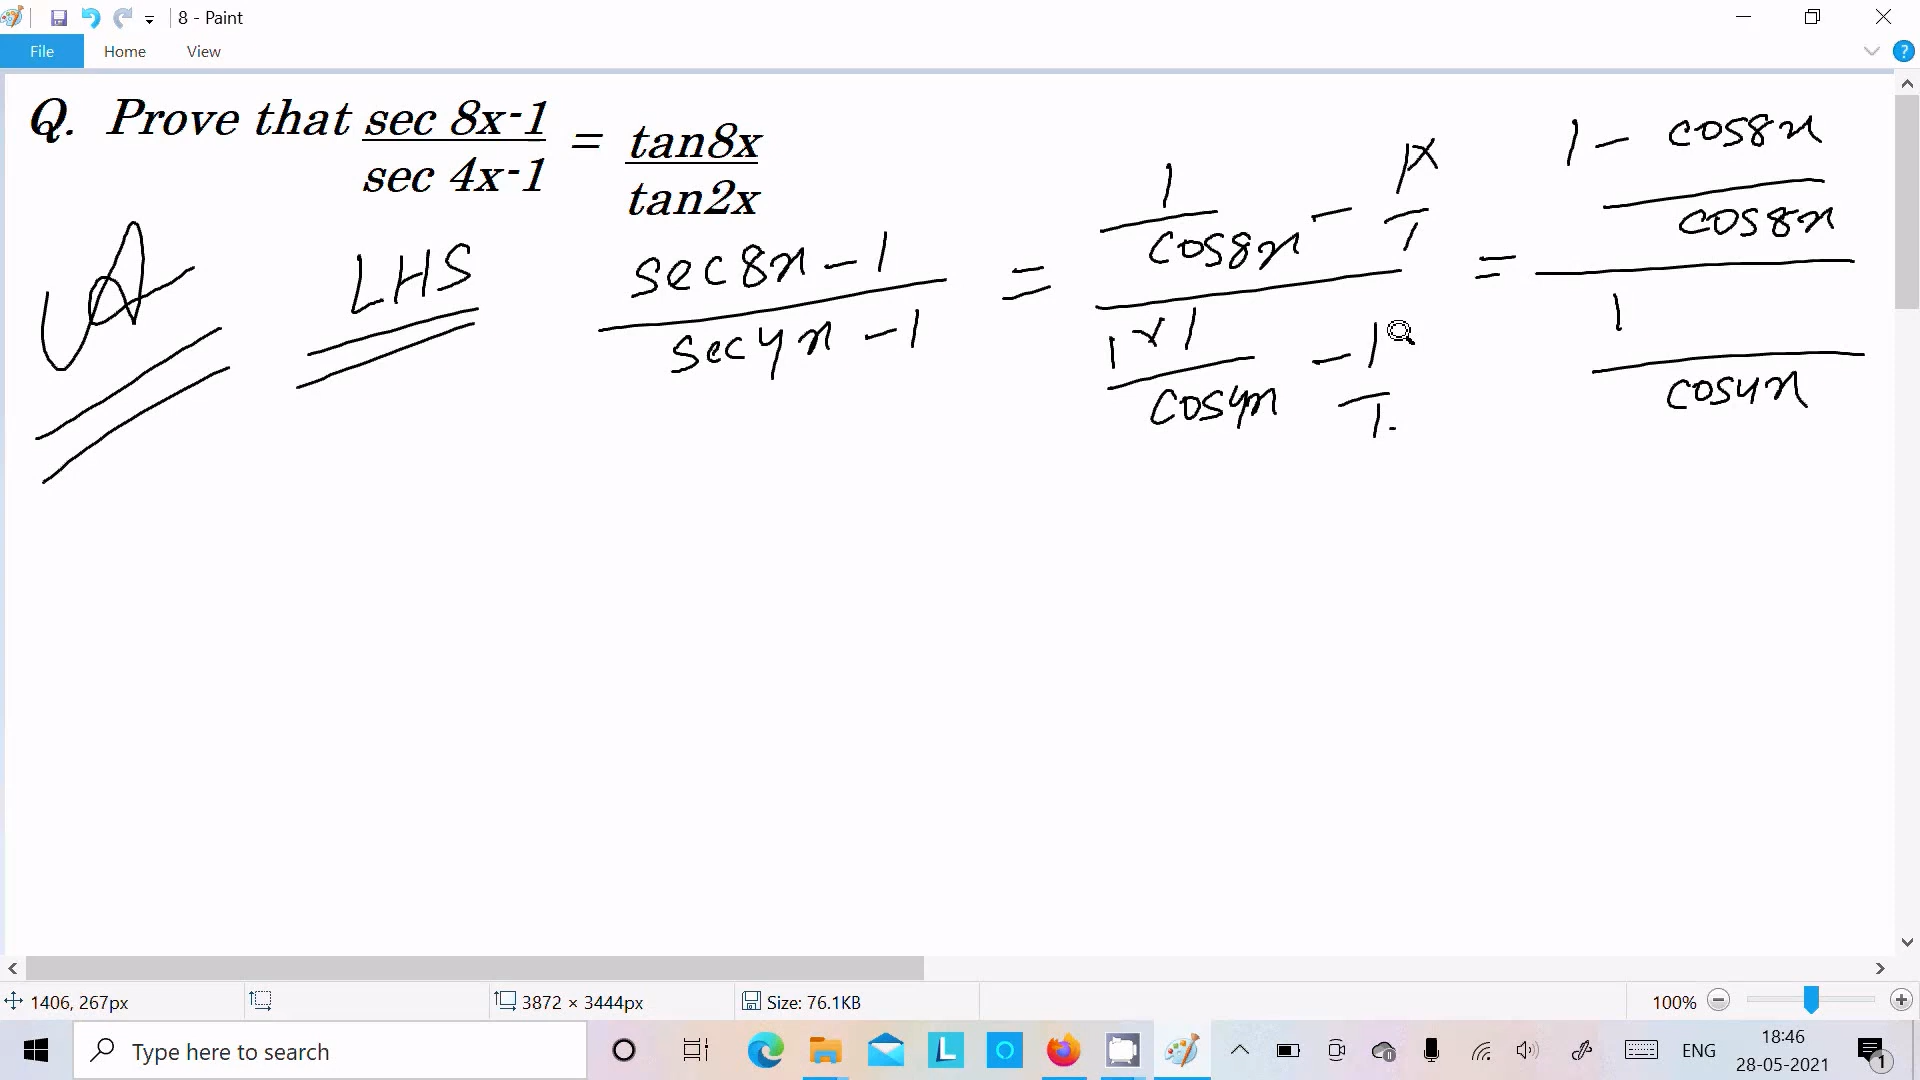 8 - Paint
File Home View
Q. Prove that sec 8x-1 = tan8x
sec 4x-1 tan2x
A LHS sec8x - 1 = 1 - 1x = 1 - cos8x
cos8x 1 cos8x
sec4x - 1 1x1 - 1 1
cos4x 1. cos4x
1406, 267px 3872 × 3444px Size: 76.1KB 100%
Type here to search
L
ENG
18:46
28-05-2021
1